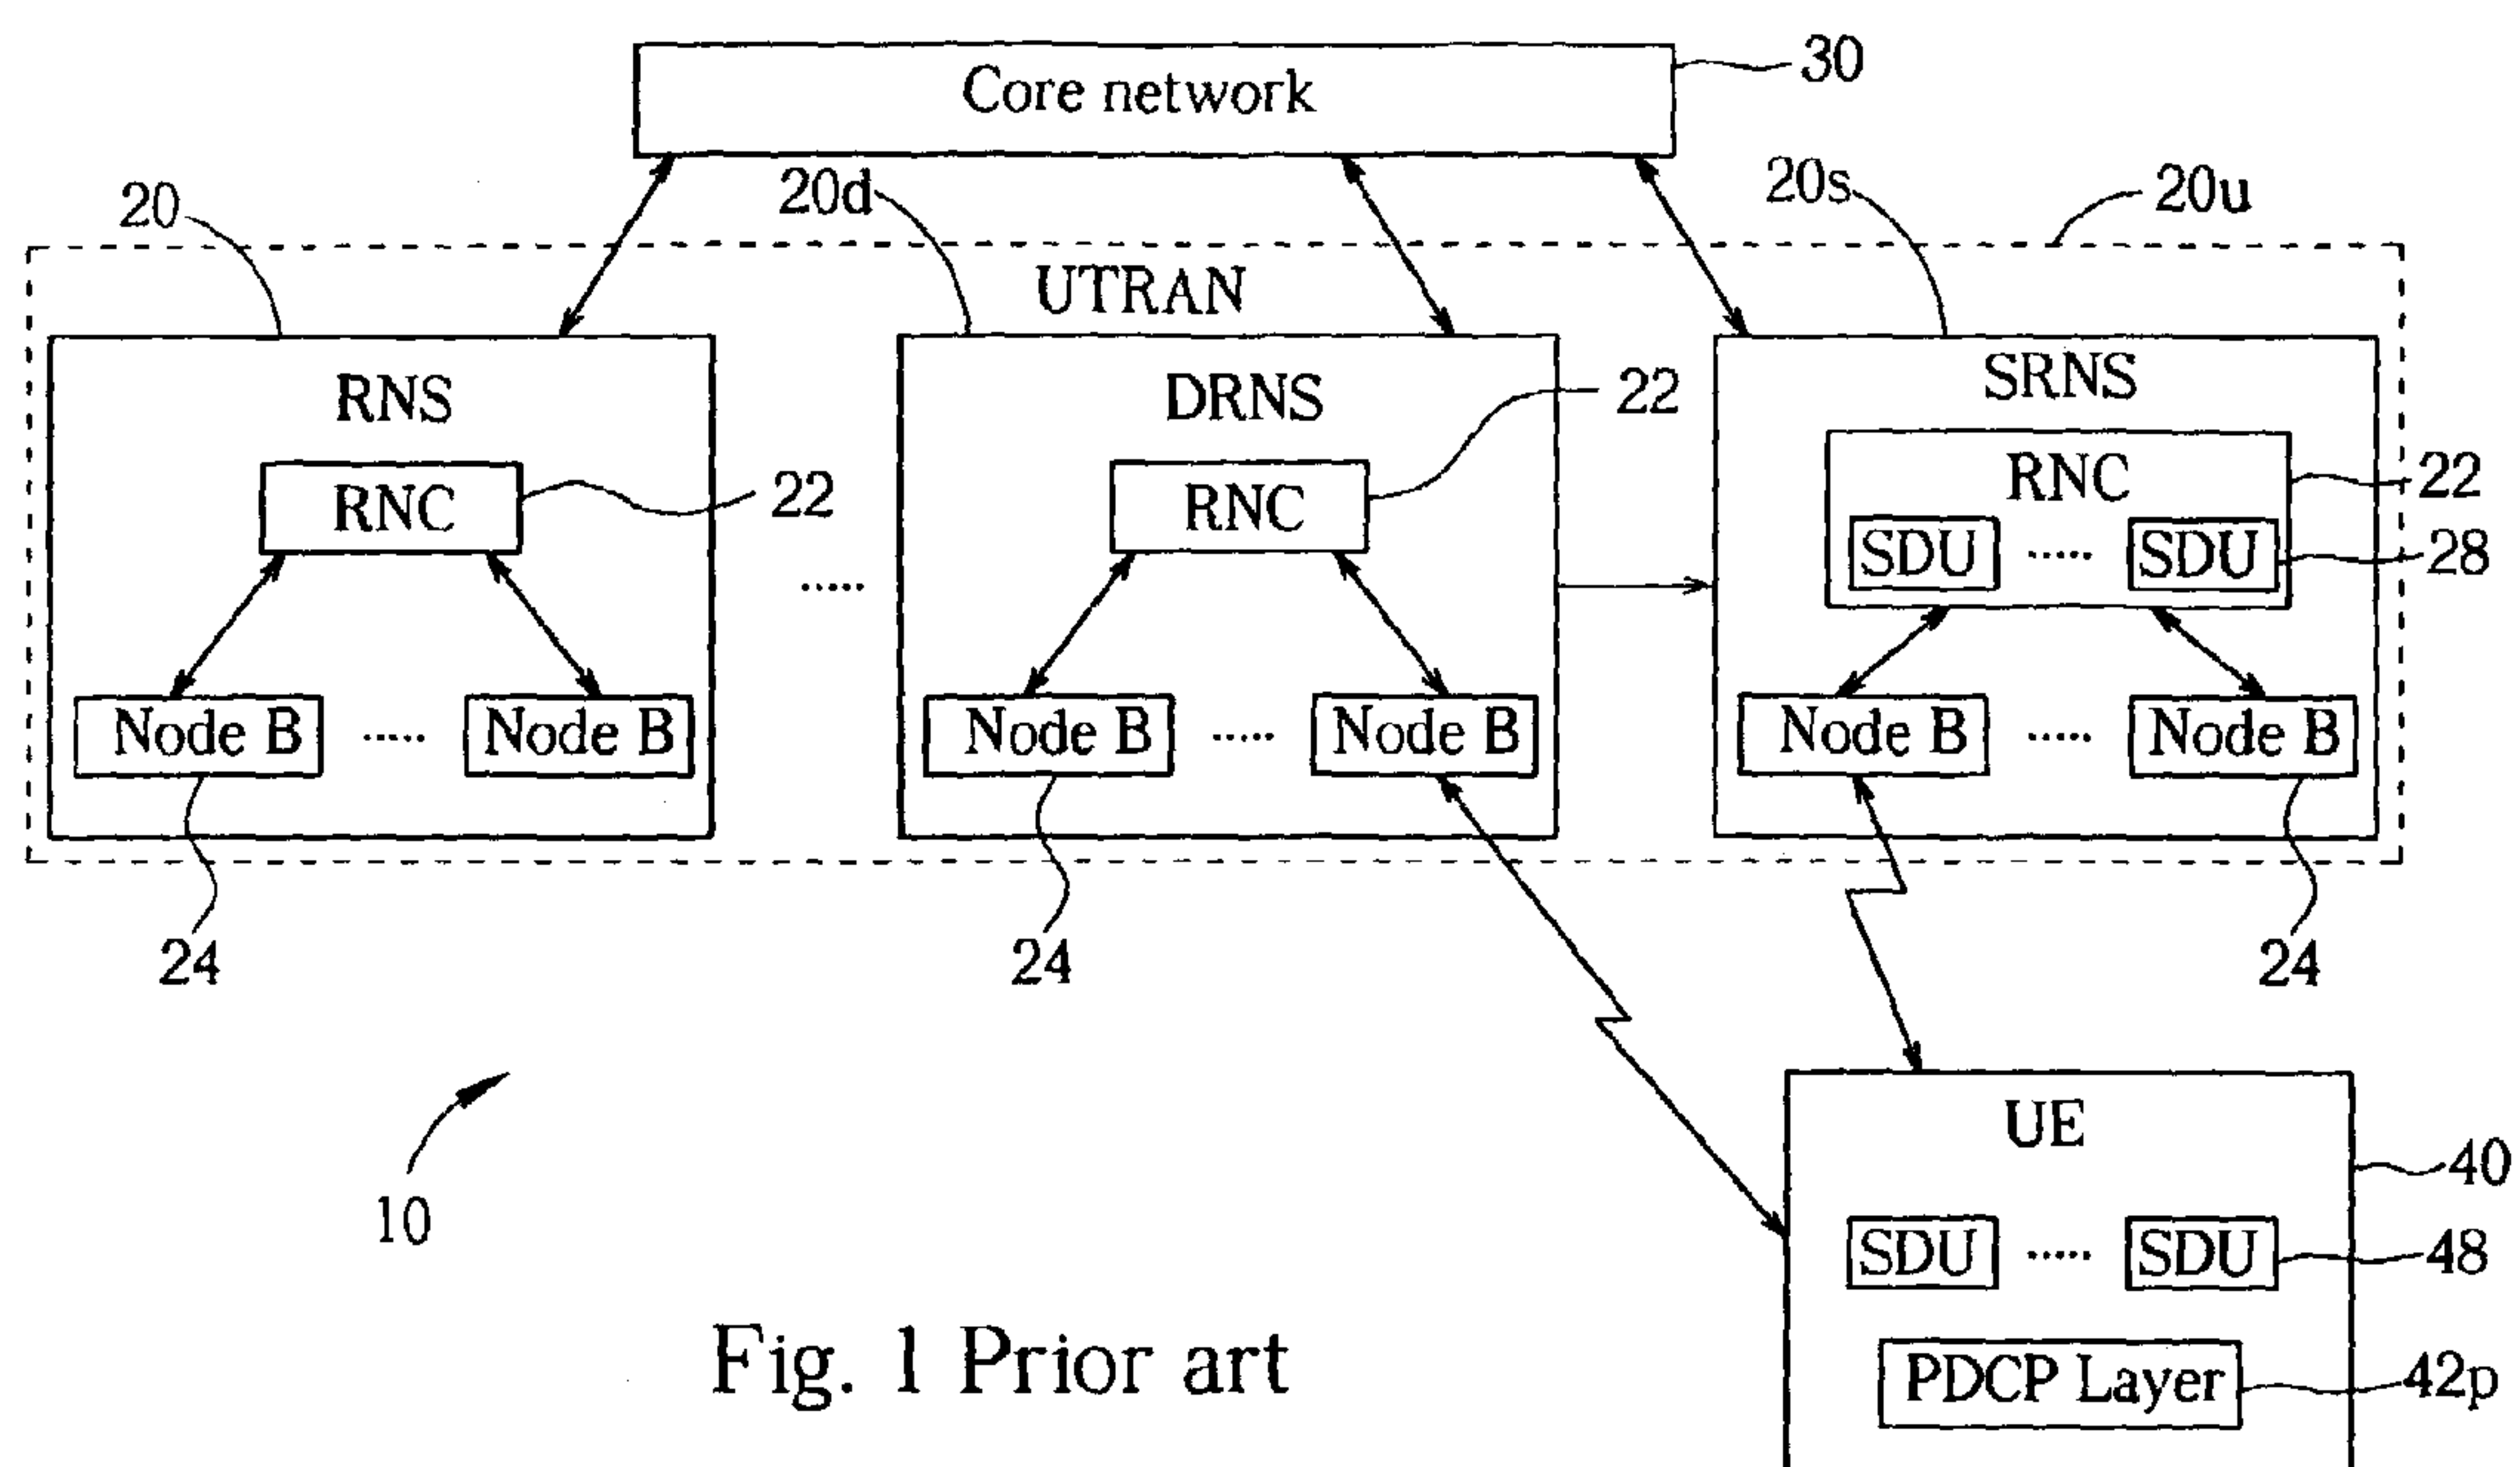 Core network
30
20
20d
20s
20u
UTRAN
RNS
DRNS
SRNS
RNC
22
RNC
22
RNC
22
SDU ..... SDU
28
.....
Node B ..... Node B
Node B ..... Node B
Node B ..... Node B
24
24
24
10
UE
40
SDU ..... SDU
48
PDCP Layer
42p
Fig. 1 Prior art